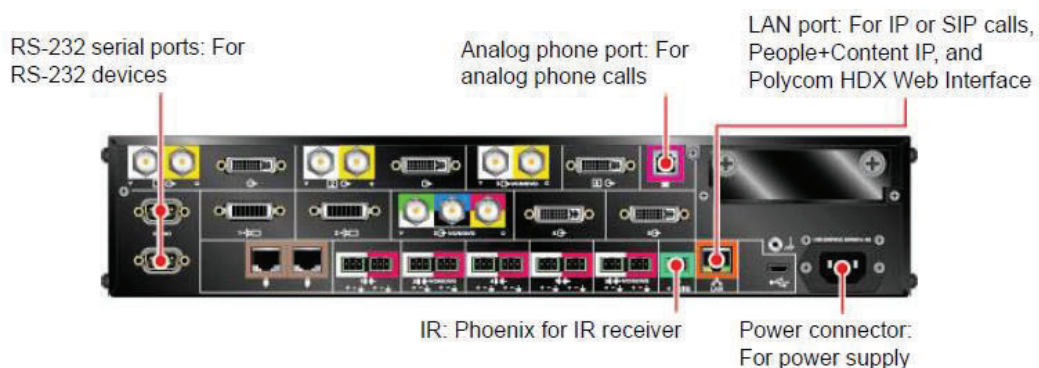 RS-232 serial ports: For
RS-232 devices
Analog phone port: For
analog phone calls
LAN port: For IP or SIP calls,
People+Content IP, and
Polycom HDX Web Interface
LAN
IR: Phoenix for IR receiver
Power connector:
For power supply